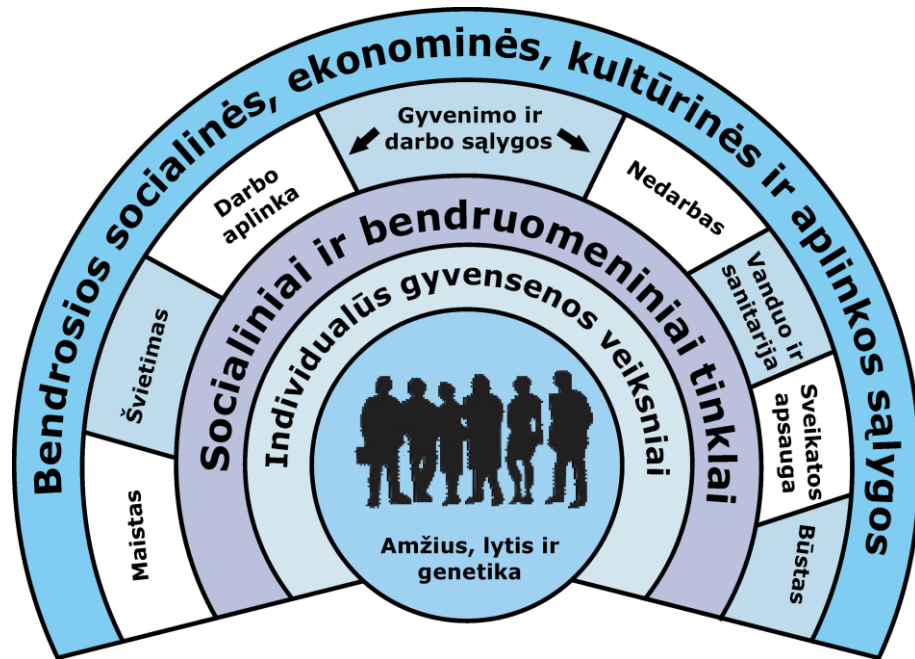 Bendrosios socialinės, ekonominės, kultūrinės ir aplinkos sąlygos
Gyvenimo ir
darbo sąlygos
Maistas
Švietimas
Darbo
aplinka
Nedarbas
Vanduo ir
sanitarija
Sveikatos
apsauga
Būstas
Socialiniai ir bendruomeniniai tinklai
Individualūs gyvensenos veiksniai
Amžius, lytis ir
genetika